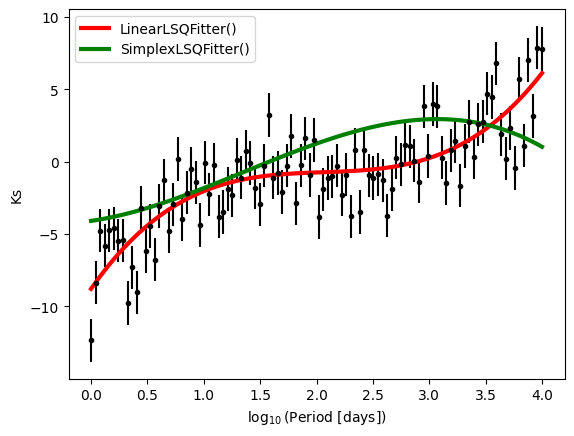 LinearLSQFitter()
SimplexLSQFitter()
10
5
0
−5
−10
Ks
0.0 0.5 1.0 1.5 2.0 2.5 3.0 3.5 4.0
log₁₀(Period [days])